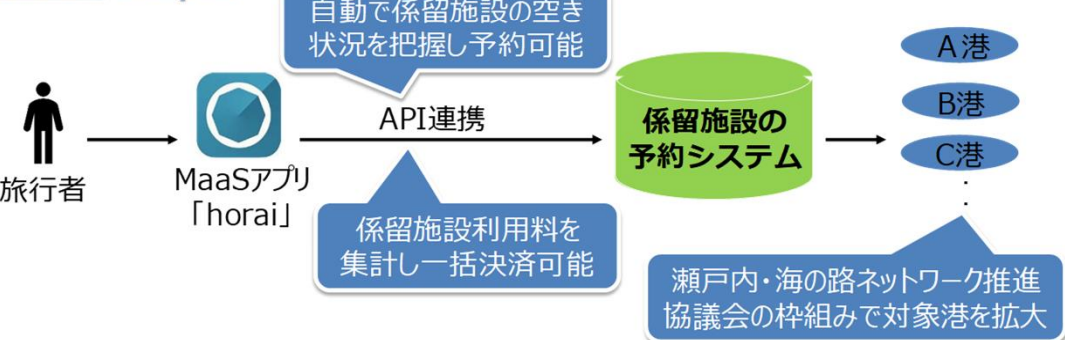 自動で係留施設の空き
状況を把握し予約可能
旅行者
MaaSアプリ
「horai」
API連携
係留施設利用料を
集計し一括決済可能
係留施設の
予約システム
A港
B港
C港
瀬戸内・海の路ネットワーク推進
協議会の枠組みで対象港を拡大